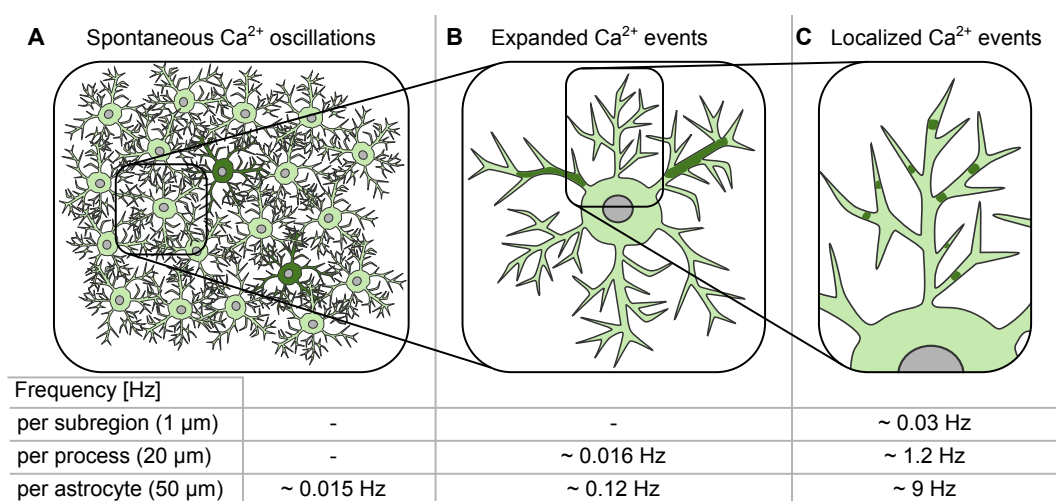 A Spontaneous Ca²⁺ oscillations B Expanded Ca²⁺ events C Localized Ca²⁺ events
Frequency [Hz]
per subregion (1 µm) - - ~ 0.03 Hz
per process (20 µm) - ~ 0.016 Hz ~ 1.2 Hz
per astrocyte (50 µm) ~ 0.015 Hz ~ 0.12 Hz ~ 9 Hz